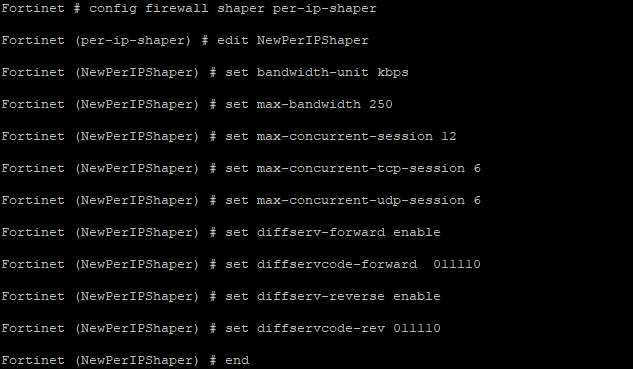 Fortinet # config firewall shaper per-ip-shaper
Fortinet (per-ip-shaper) # edit NewPerIPShaper
Fortinet (NewPerIPShaper) # set bandwidth-unit kbps
Fortinet (NewPerIPShaper) # set max-bandwidth 250
Fortinet (NewPerIPShaper) # set max-concurrent-session 12
Fortinet (NewPerIPShaper) # set max-concurrent-tcp-session 6
Fortinet (NewPerIPShaper) # set max-concurrent-udp-session 6
Fortinet (NewPerIPShaper) # set diffserv-forward enable
Fortinet (NewPerIPShaper) # set diffservcode-forward  011110
Fortinet (NewPerIPShaper) # set diffserv-reverse enable
Fortinet (NewPerIPShaper) # set diffservcode-rev 011110
Fortinet (NewPerIPShaper) # end